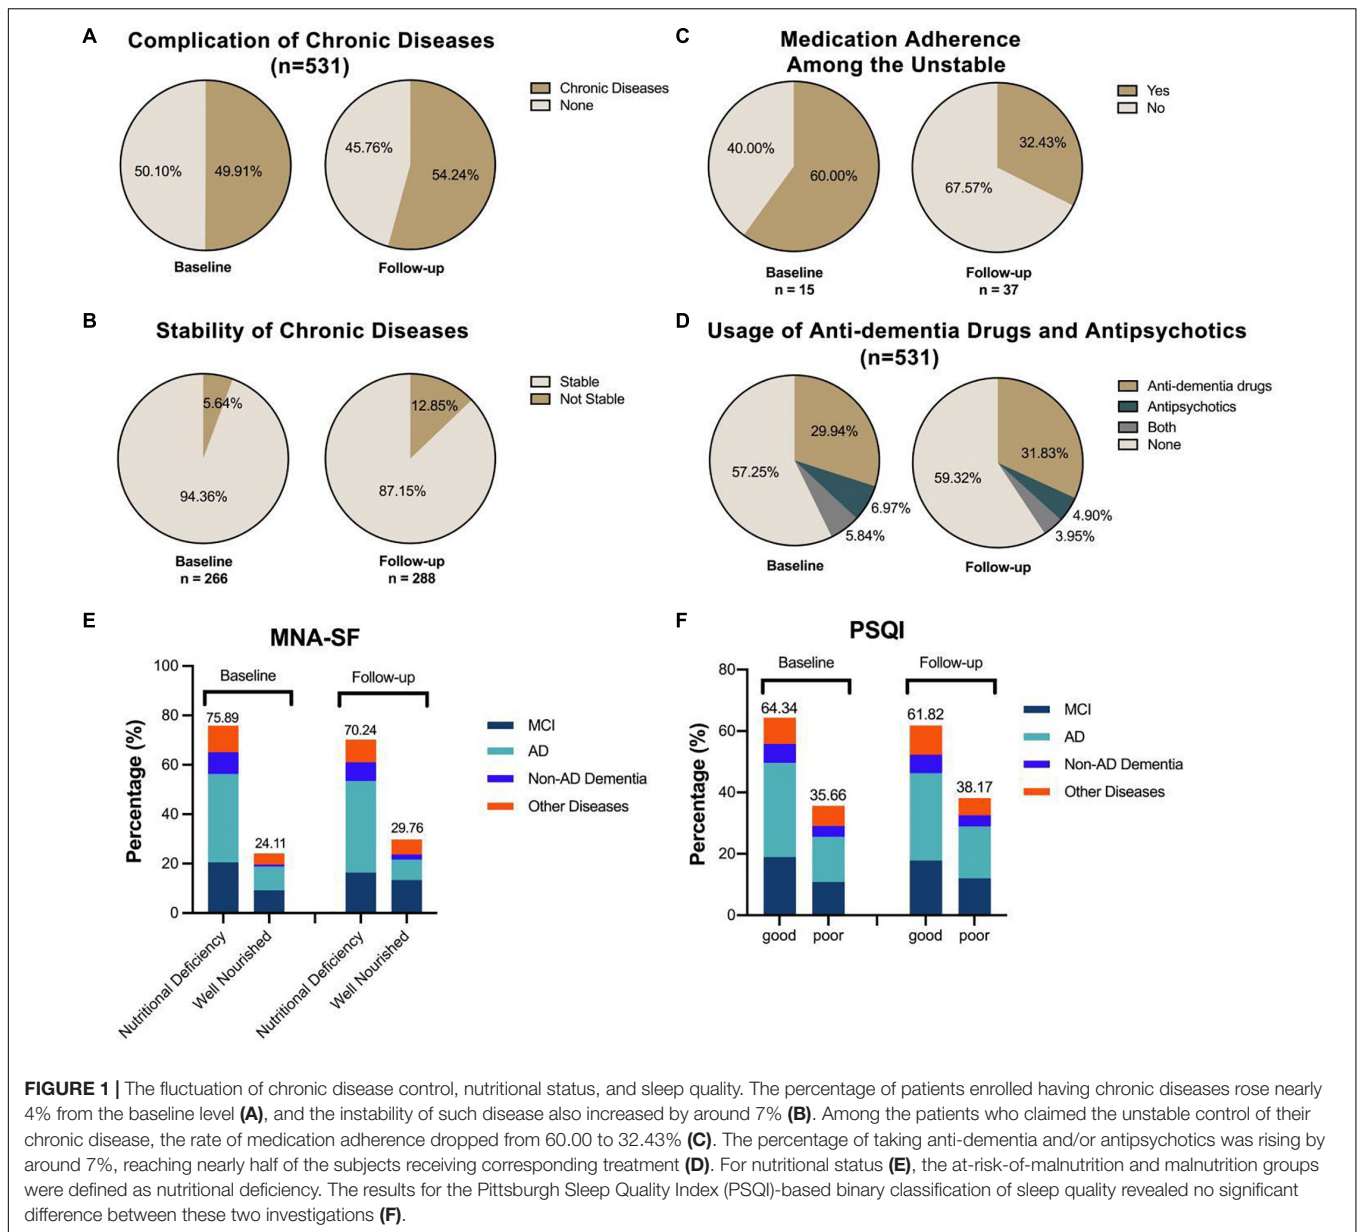 A
Complication of Chronic Diseases
(n=531)
50.10%
49.91%
45.76%
54.24%
Chronic Diseases
None
Baseline
Follow-up
C
Medication Adherence
Among the Unstable
40.00%
60.00%
32.43%
67.57%
Yes
No
Baseline
n = 15
Follow-up
n = 37
B
Stability of Chronic Diseases
5.64%
94.36%
12.85%
87.15%
Stable
Not Stable
Baseline
n = 266
Follow-up
n = 288
D
Usage of Anti-dementia Drugs and Antipsychotics
(n=531)
29.94%
57.25%
6.97%
5.84%
31.83%
59.32%
4.90%
3.95%
Anti-dementia drugs
Antipsychotics
Both
None
Baseline
Follow-up
E
MNA-SF
Percentage (%)
100
80
60
40
20
0
Baseline
Follow-up
75.89
24.11
70.24
29.76
Nutritional Deficiency
Well Nourished
Nutritional Deficiency
Well Nourished
MCI
AD
Non-AD Dementia
Other Diseases
F
PSQI
Percentage (%)
80
60
40
20
0
Baseline
Follow-up
64.34
35.66
61.82
38.17
good
poor
good
poor
MCI
AD
Non-AD Dementia
Other Diseases
FIGURE 1 | The fluctuation of chronic disease control, nutritional status, and sleep quality. The percentage of patients enrolled having chronic diseases rose nearly
4% from the baseline level (A), and the instability of such disease also increased by around 7% (B). Among the patients who claimed the unstable control of their
chronic disease, the rate of medication adherence dropped from 60.00 to 32.43% (C). The percentage of taking anti-dementia and/or antipsychotics was rising by
around 7%, reaching nearly half of the subjects receiving corresponding treatment (D). For nutritional status (E), the at-risk-of-malnutrition and malnutrition groups
were defined as nutritional deficiency. The results for the Pittsburgh Sleep Quality Index (PSQI)-based binary classification of sleep quality revealed no significant
difference between these two investigations (F).